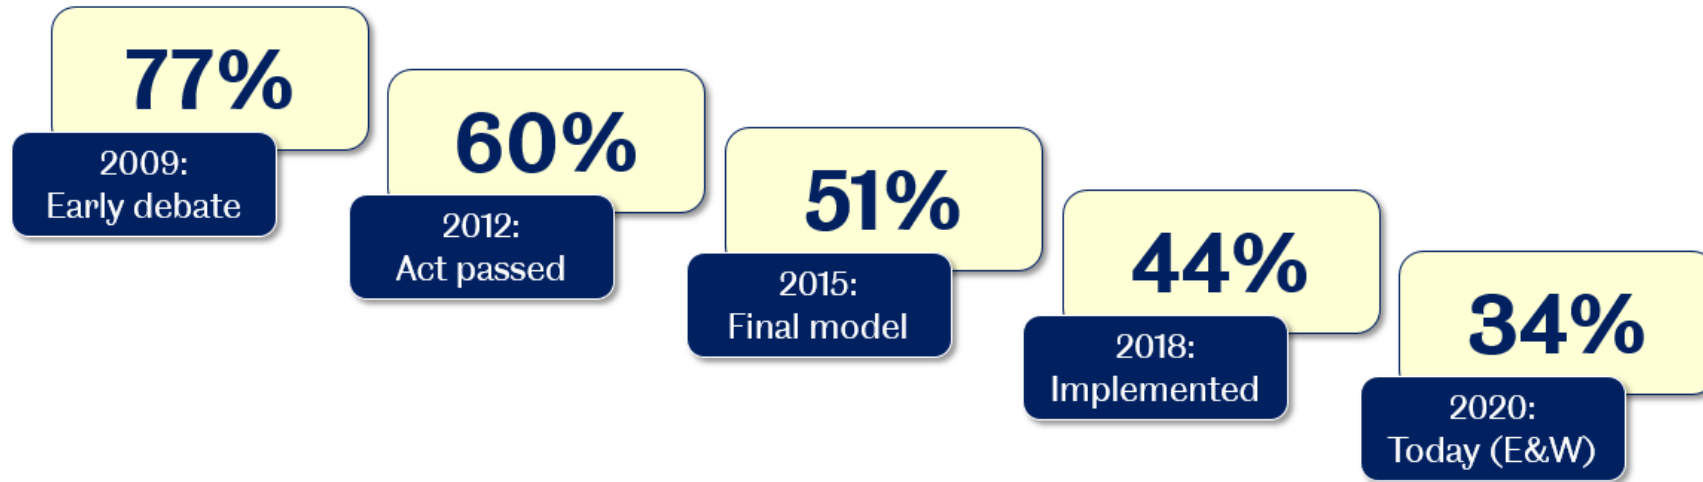 77%
2009:
Early debate
60%
2012:
Act passed
51%
2015:
Final model
44%
2018:
Implemented
34%
2020:
Today (E&W)